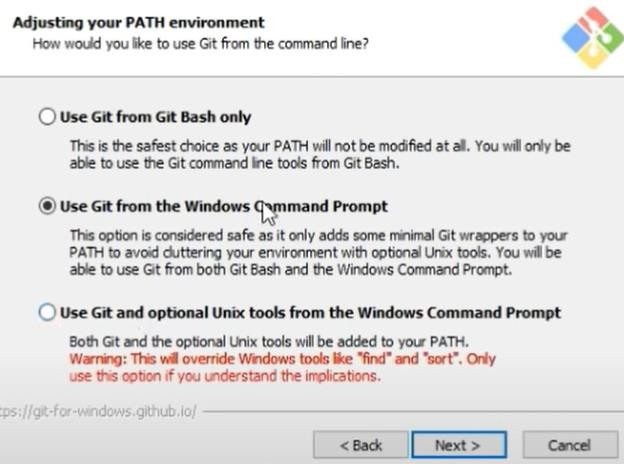 Adjusting your PATH environment
How would you like to use Git from the command line?
Use Git from Git Bash only
This is the safest choice as your PATH will not be modified at all. You will only be
able to use the Git command line tools from Git Bash.
Use Git from the Windows Command Prompt
This option is considered safe as it only adds some minimal Git wrappers to your
PATH to avoid cluttering your environment with optional Unix tools. You will be
able to use Git from both Git Bash and the Windows Command Prompt.
Use Git and optional Unix tools from the Windows Command Prompt
Both Git and the optional Unix tools will be added to your PATH.
Warning: This will override Windows tools like "find" and "sort". Only
use this option if you understand the implications.
tps://git-for-windows.github.io/
< Back
Next >
Cancel